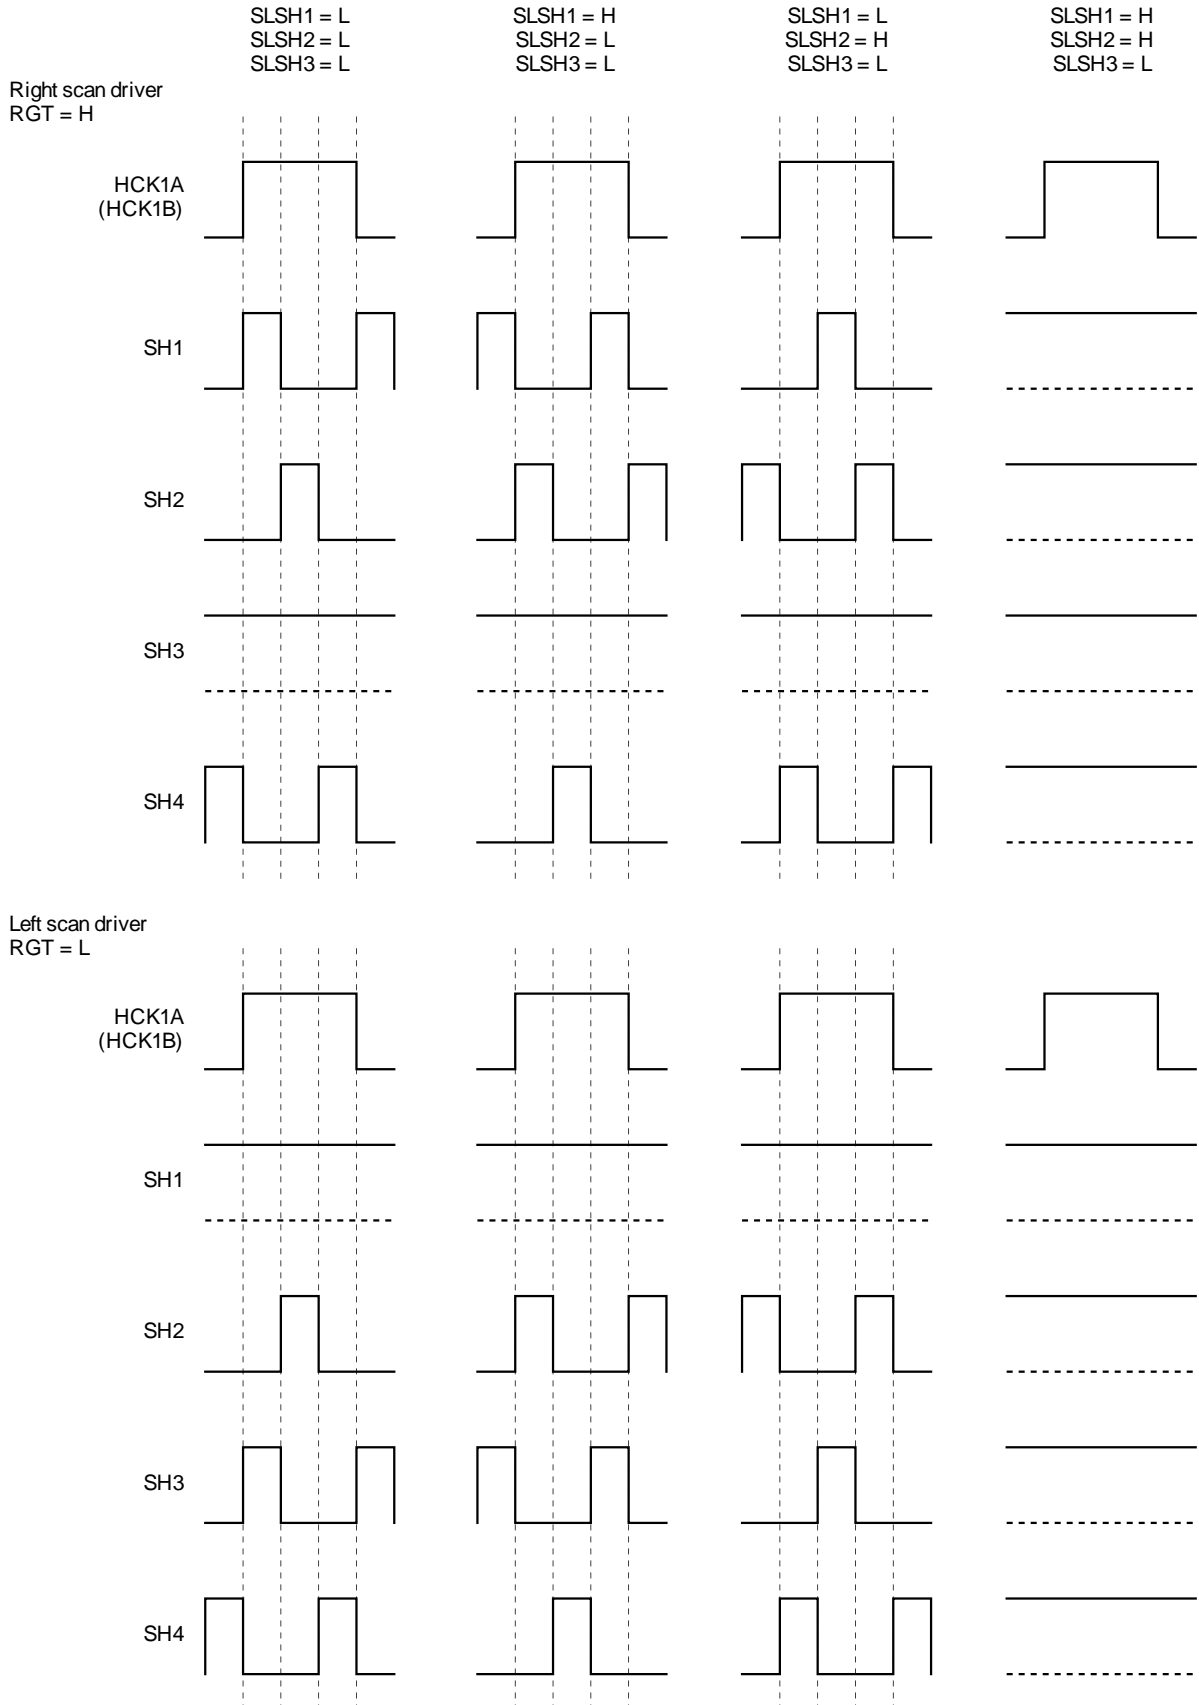 SLSH1 = L
SLSH2 = L
SLSH3 = L
SLSH1 = H
SLSH2 = L
SLSH3 = L
SLSH1 = L
SLSH2 = H
SLSH3 = L
SLSH1 = H
SLSH2 = H
SLSH3 = L
Right scan driver
RGT = H
HCK1A
(HCK1B)
SH1
SH2
SH3
SH4
Left scan driver
RGT = L
HCK1A
(HCK1B)
SH1
SH2
SH3
SH4